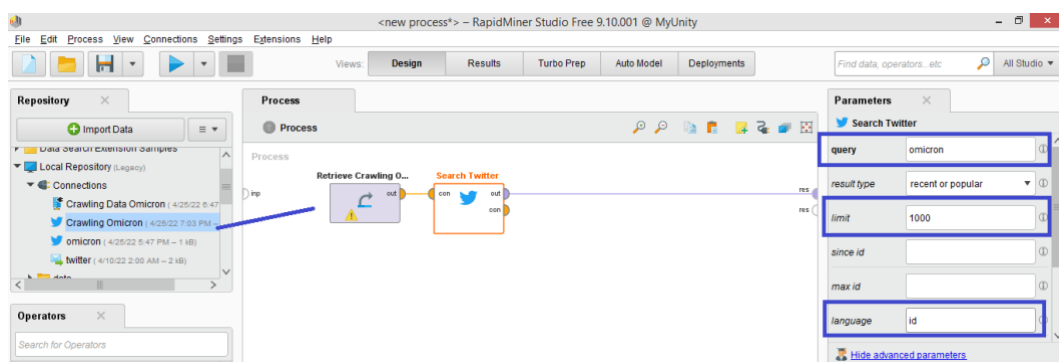 <new process*> – RapidMiner Studio Free 9.10.001 @ MyUnity
File Edit Process View Connections Settings Extensions Help
Views: Design Results Turbo Prep Auto Model Deployments
Find data, operators...etc All Studio
Repository
Import Data
Data Search Extension Samples
Local Repository (Legacy)
Connections
Crawling Data Omicron (4/25/22 6:47
Crawling Omicron (4/25/22 7:03 PM –
omicron (4/25/22 5:47 PM – 1 kB)
twitter (4/10/22 2:00 AM – 2 kB)
data
Operators
Search for Operators
Process
Process
Process
Retrieve Crawling O... Search Twitter
inp out con out res
con res
Parameters
Search Twitter
query omicron
result type recent or popular
limit 1000
since id
max id
language id
Hide advanced parameters